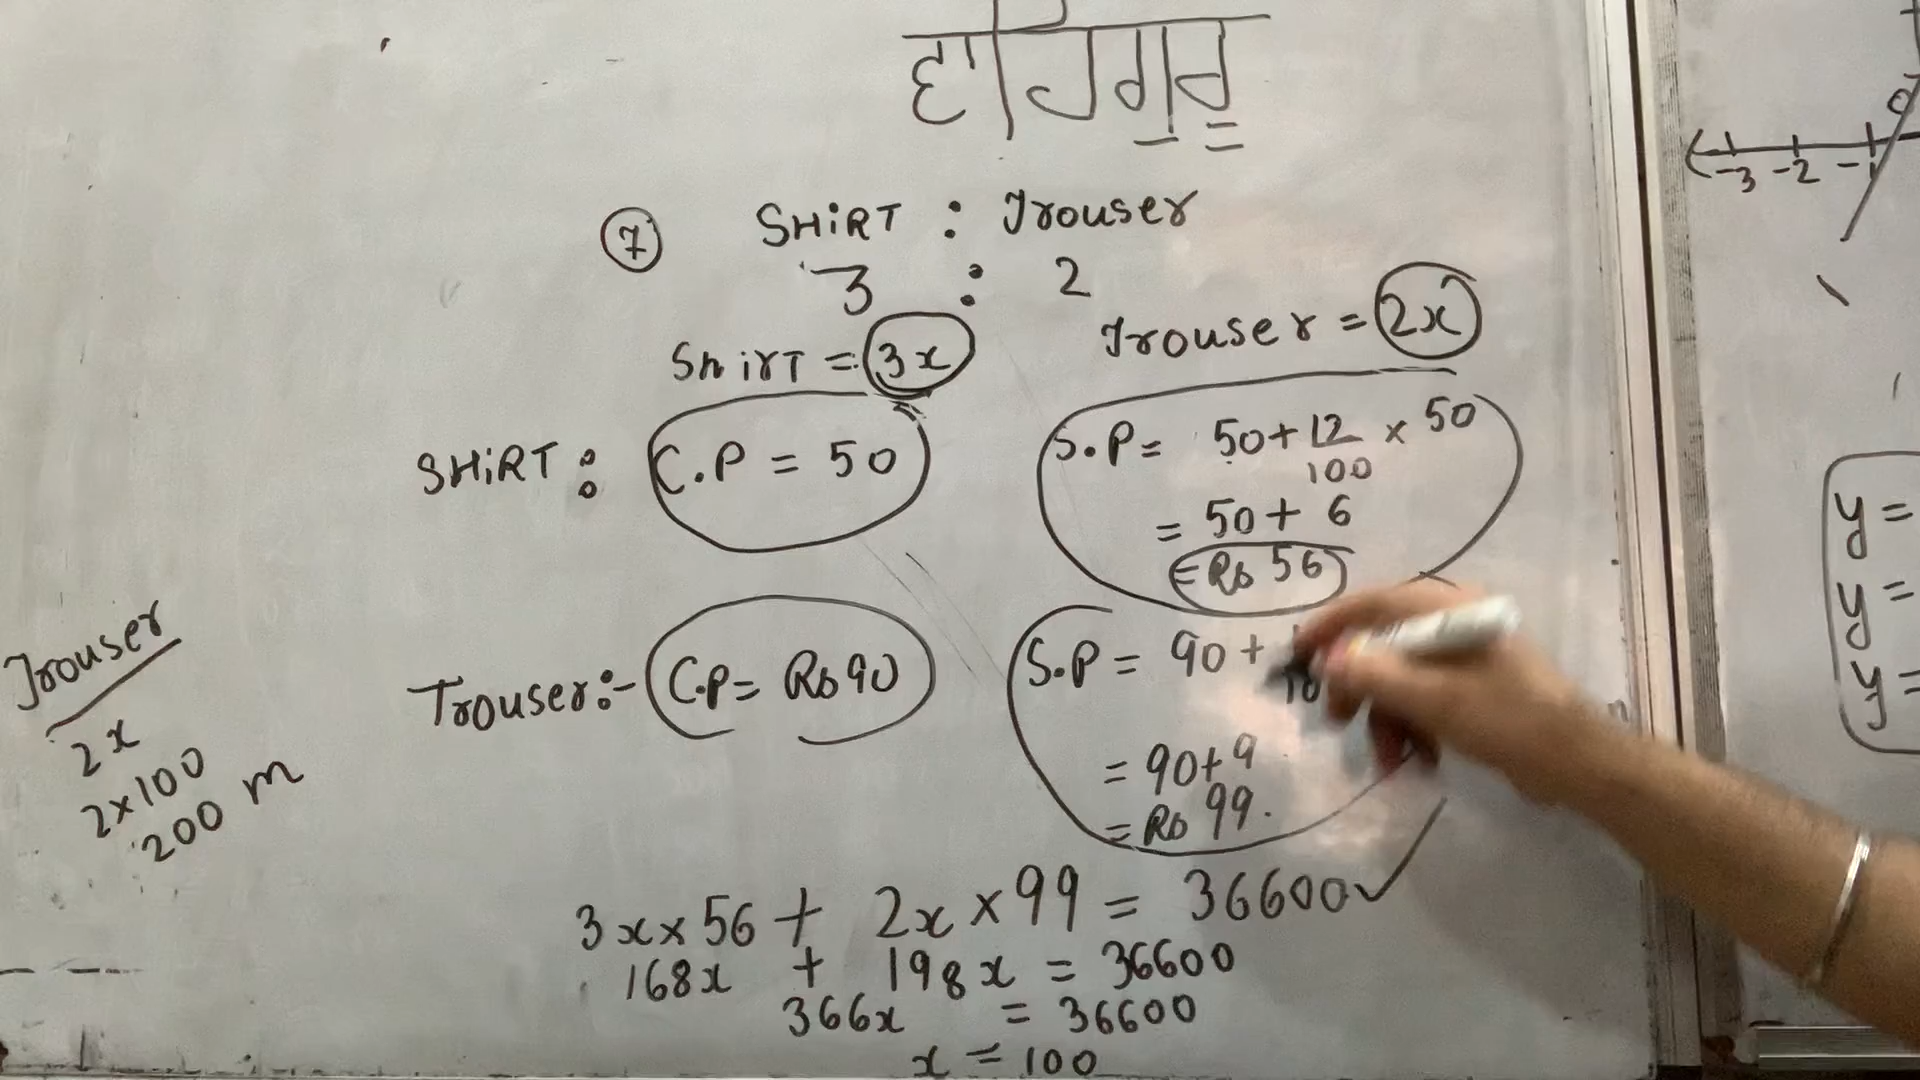 ਵਾਹਿਗੁਰੂ
7 SHiRT : Trouser
3 : 2
ShirT = 3x Trouser = 2x
SHiRT : C.P = 50
S.P = 50 + 12/100 × 50
= 50 + 6
= Rs 56
Trouser :- C.P = Rs 90
S.P = 90 +
= 90 + 9
= Rs 99.
3x × 56 + 2x × 99 = 36600 ✓
168x + 198x = 36600
366x = 36600
x = 100
Trouser
2x
2×100
200 m
-3 -2 -1
y =
y =
y =